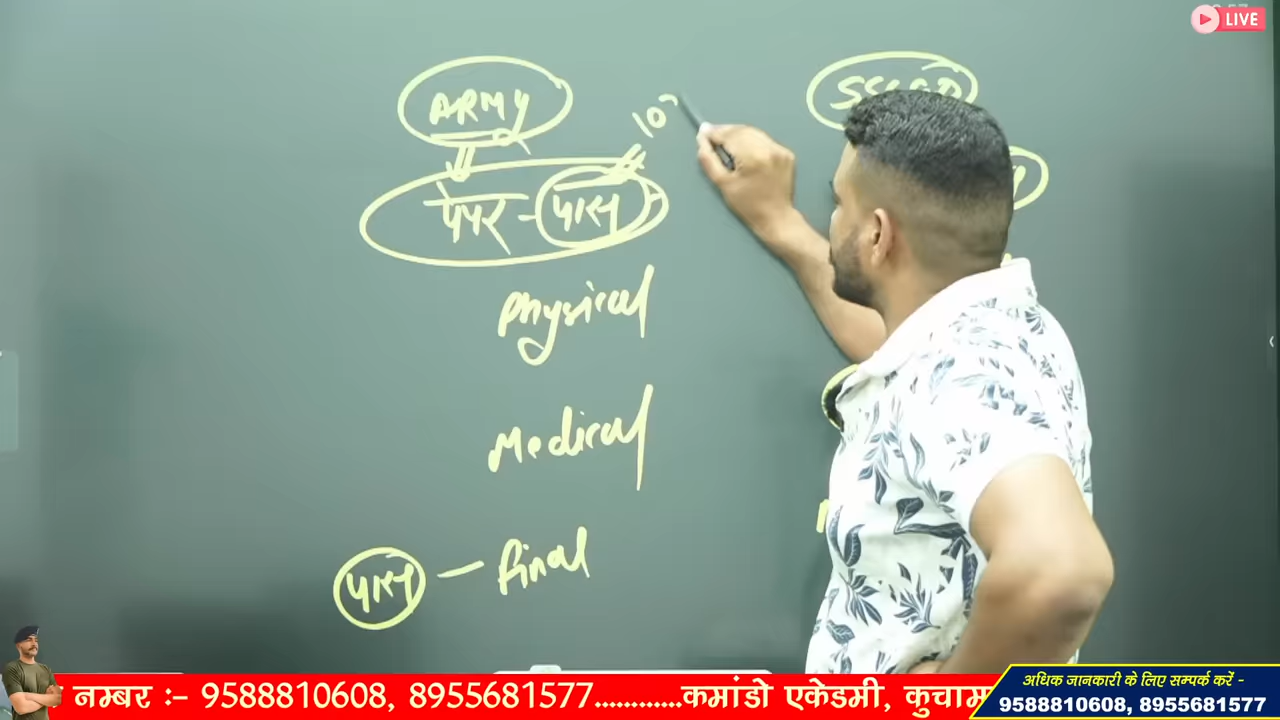 LIVE
ARMY
SSCGD
10
पेपर - पास
Physical
Medical
पास - final
नम्बर :- 9588810608, 8955681577............कमांडो एकेडमी, कुचाम
अधिक जानकारी के लिए सम्पर्क करें -
9588810608, 8955681577